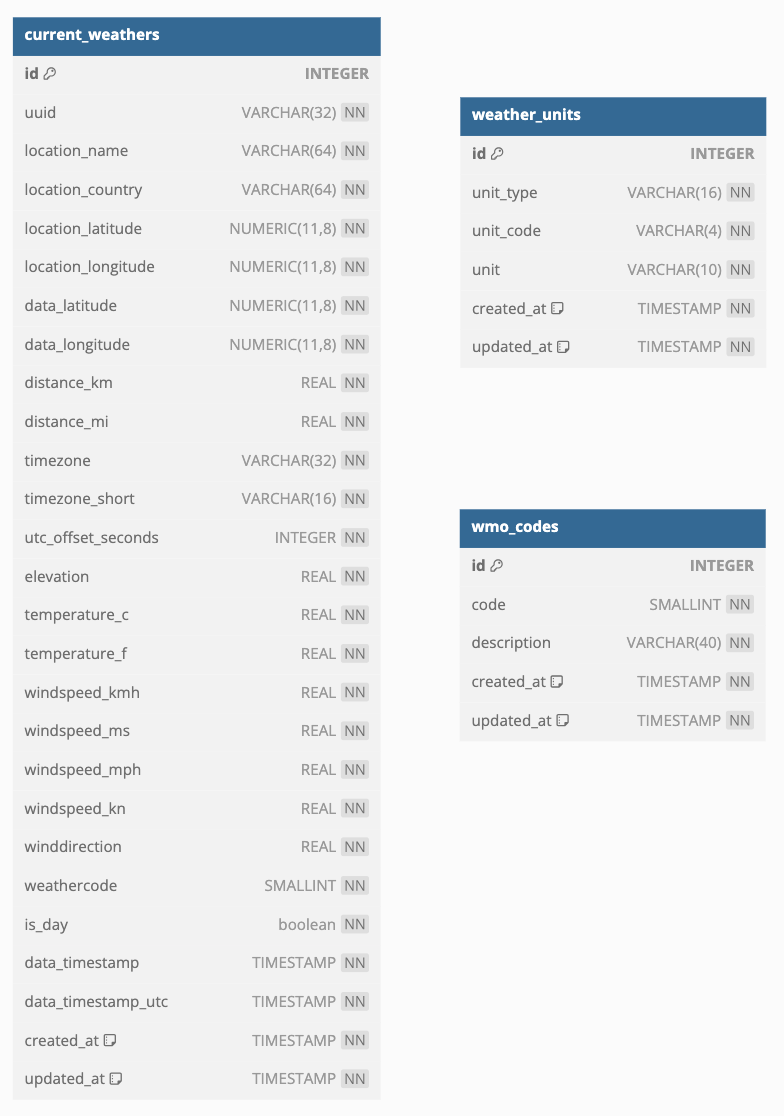 current_weathers
id INTEGER
uuid VARCHAR(32) NN
location_name VARCHAR(64) NN
location_country VARCHAR(64) NN
location_latitude NUMERIC(11,8) NN
location_longitude NUMERIC(11,8) NN
data_latitude NUMERIC(11,8) NN
data_longitude NUMERIC(11,8) NN
distance_km REAL NN
distance_mi REAL NN
timezone VARCHAR(32) NN
timezone_short VARCHAR(16) NN
utc_offset_seconds INTEGER NN
elevation REAL NN
temperature_c REAL NN
temperature_f REAL NN
windspeed_kmh REAL NN
windspeed_ms REAL NN
windspeed_mph REAL NN
windspeed_kn REAL NN
winddirection REAL NN
weathercode SMALLINT NN
is_day boolean NN
data_timestamp TIMESTAMP NN
data_timestamp_utc TIMESTAMP NN
created_at TIMESTAMP NN
updated_at TIMESTAMP NN
weather_units
id INTEGER
unit_type VARCHAR(16) NN
unit_code VARCHAR(4) NN
unit VARCHAR(10) NN
created_at TIMESTAMP NN
updated_at TIMESTAMP NN
wmo_codes
id INTEGER
code SMALLINT NN
description VARCHAR(40) NN
created_at TIMESTAMP NN
updated_at TIMESTAMP NN